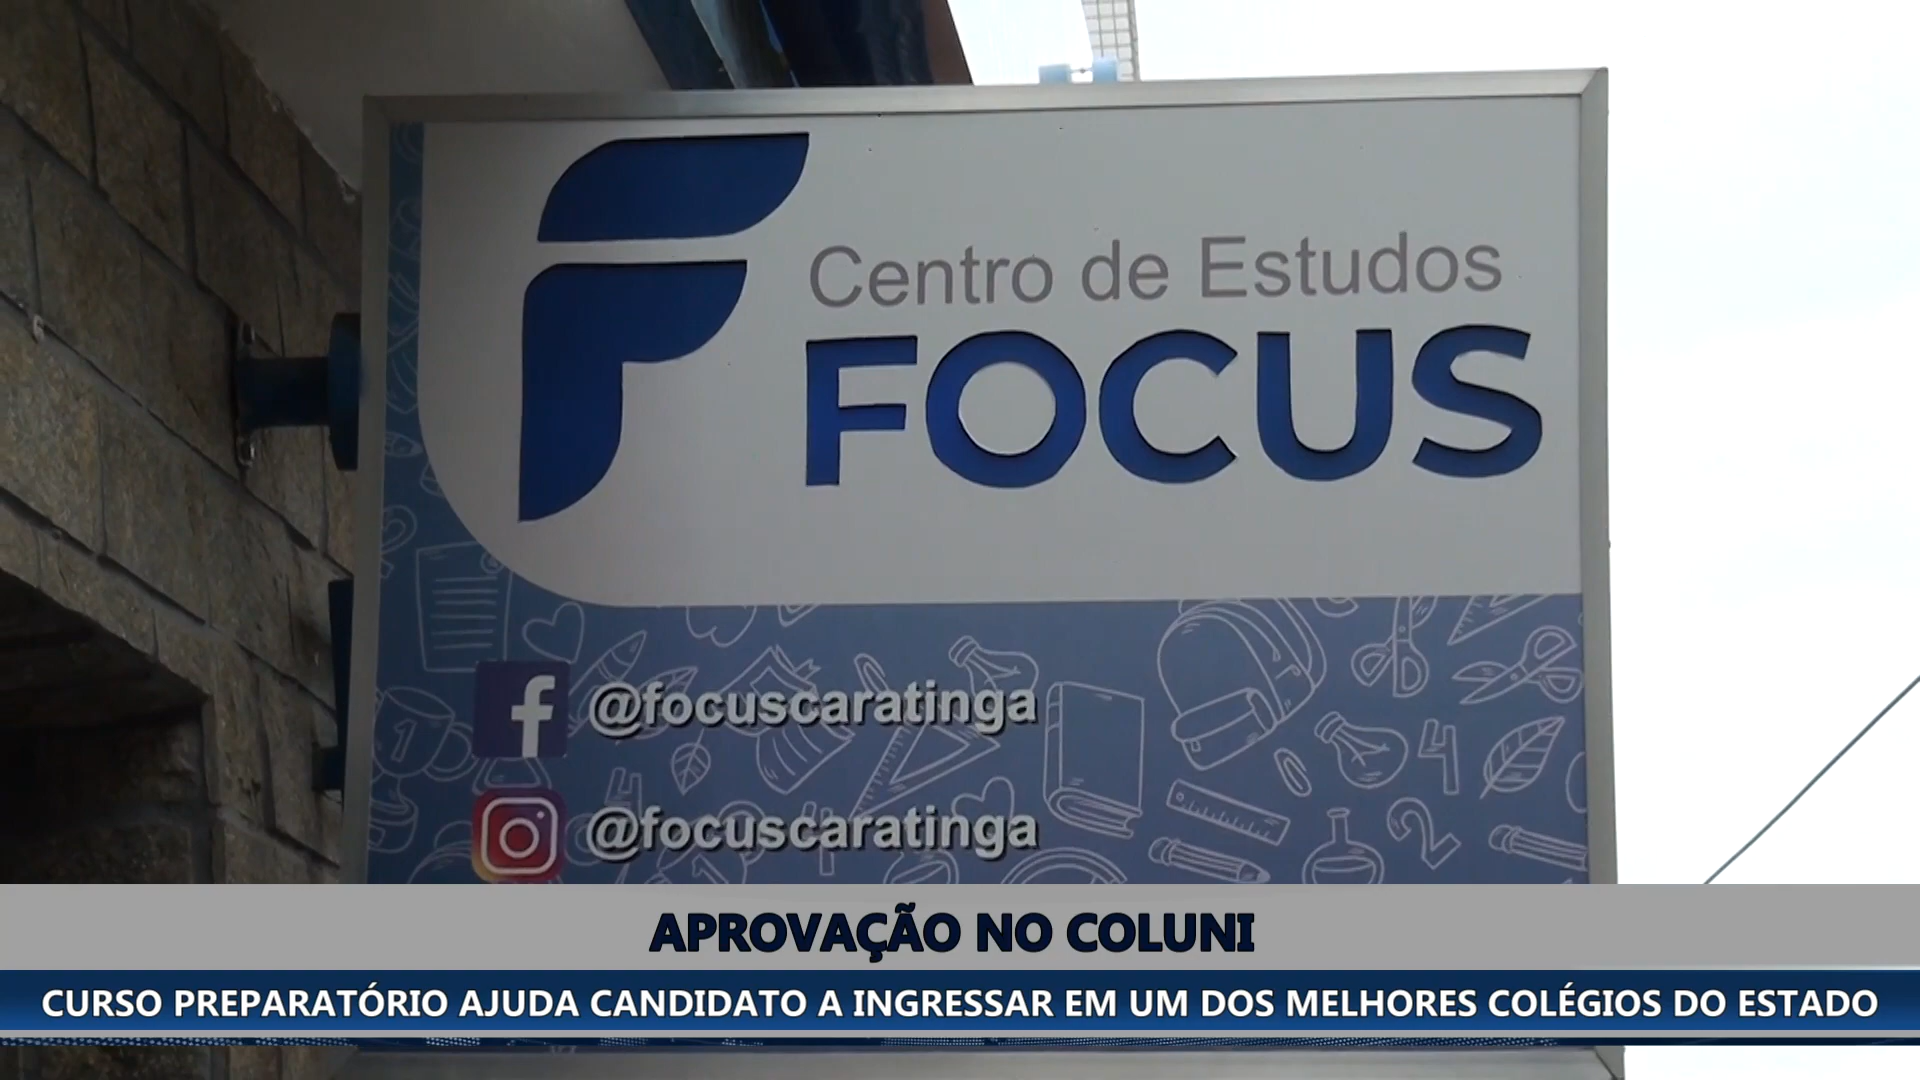 Centro de Estudos
FOCUS
@focuscaratinga
@focuscaratinga
APROVAÇÃO NO COLUNI
CURSO PREPARATÓRIO AJUDA CANDIDATO A INGRESSAR EM UM DOS MELHORES COLÉGIOS DO ESTADO